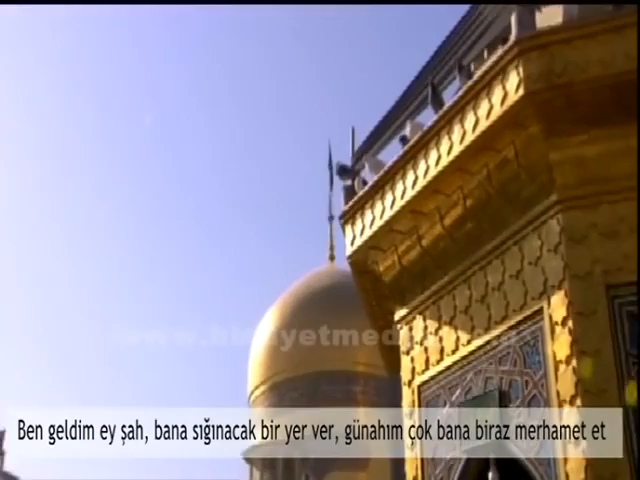 Ben geldim ey şah, bana sığınacak bir yer ver, günahım çok bana biraz merhamet et